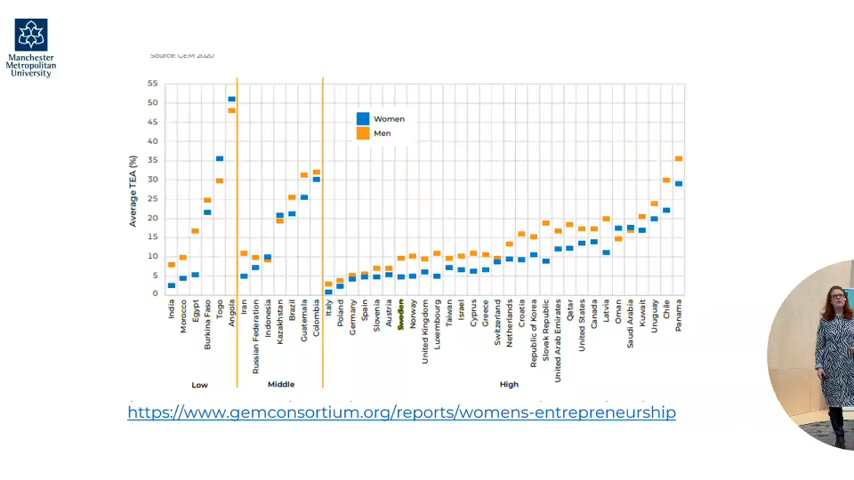 Manchester
Metropolitan
University
Source: GEM 2020
Average TEA (%)
55
50
45
40
35
30
25
20
15
10
5
0
Women
Men
India
Morocco
Egypt
Burkina Faso
Togo
Angola
Iran
Russian Federation
Indonesia
Kazakhstan
Brazil
Guatemala
Colombia
Italy
Poland
Germany
Spain
Slovenia
Austria
Sweden
Norway
United Kingdom
Luxembourg
Taiwan
Israel
Cyprus
Greece
Switzerland
Netherlands
Croatia
Republic of Korea
Slovak Republic
United Arab Emirates
Qatar
United States
Canada
Latvia
Oman
Saudi Arabia
Kuwait
Uruguay
Chile
Panama
Low
Middle
High
https://www.gemconsortium.org/reports/womens-entrepreneurship